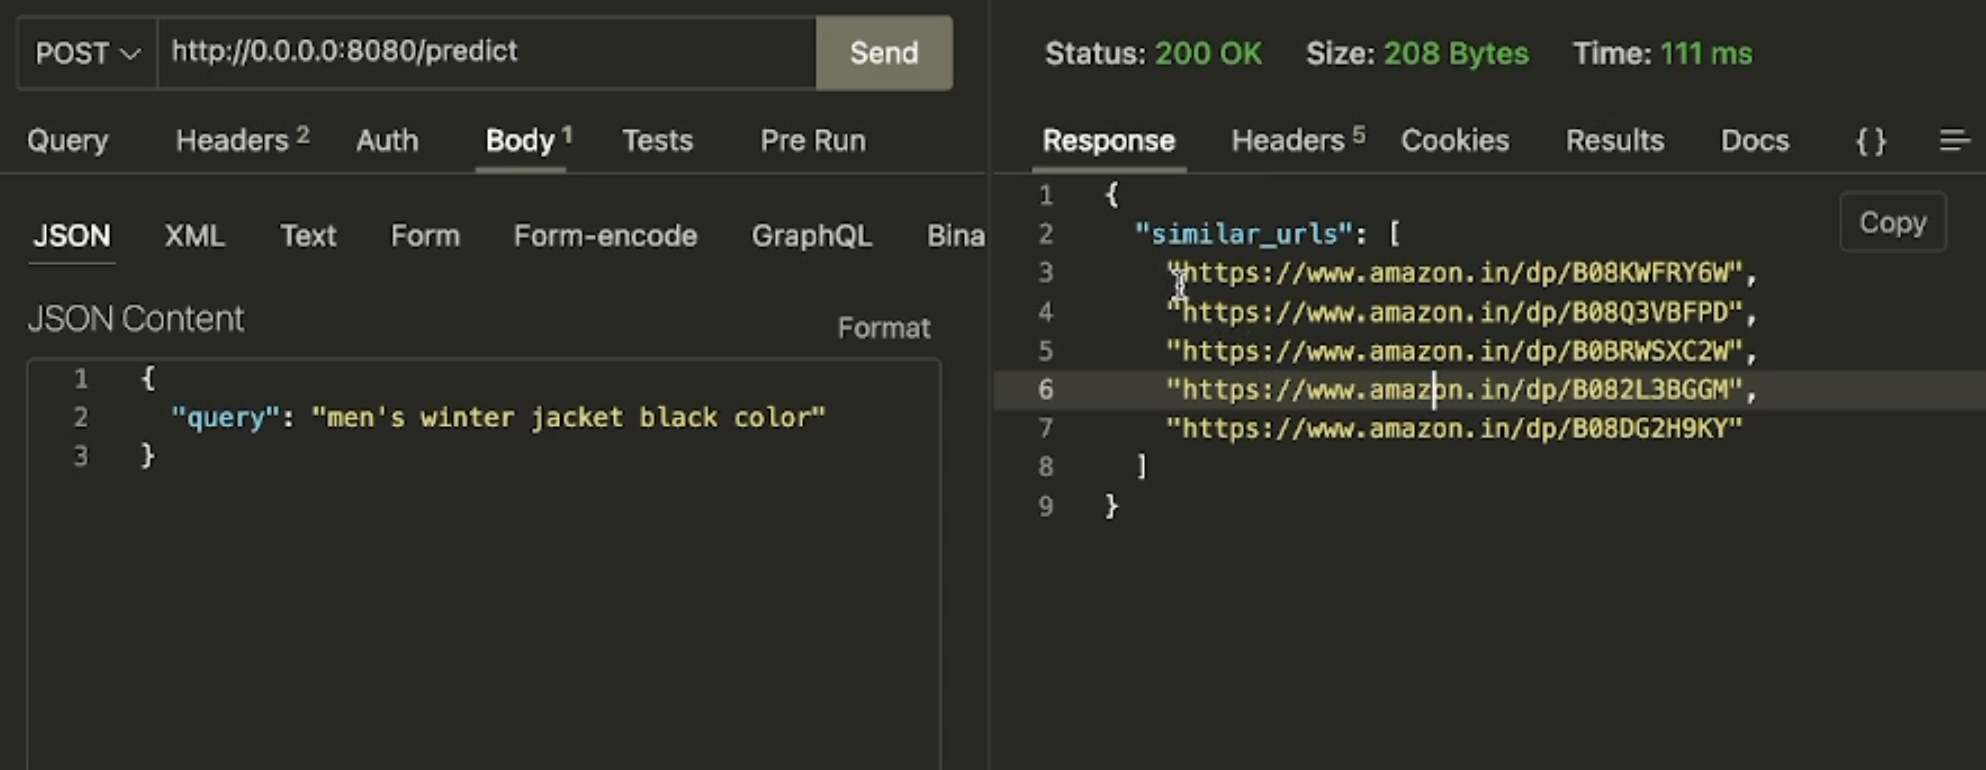 POST http://0.0.0.0:8080/predict Send
Query Headers 2 Auth Body 1 Tests Pre Run
JSON XML Text Form Form-encode GraphQL Bina
JSON Content
Format
1 {
2 "query": "men's winter jacket black color"
3 }
Status: 200 OK Size: 208 Bytes Time: 111 ms
Response Headers 5 Cookies Results Docs {}
Copy
1 {
2 "similar_urls": [
3 "https://www.amazon.in/dp/B08KWFRY6W",
4 "https://www.amazon.in/dp/B08Q3VBFPD",
5 "https://www.amazon.in/dp/B0BRWSXC2W",
6 "https://www.amazon.in/dp/B082L3BGGM",
7 "https://www.amazon.in/dp/B08DG2H9KY"
8 ]
9 }